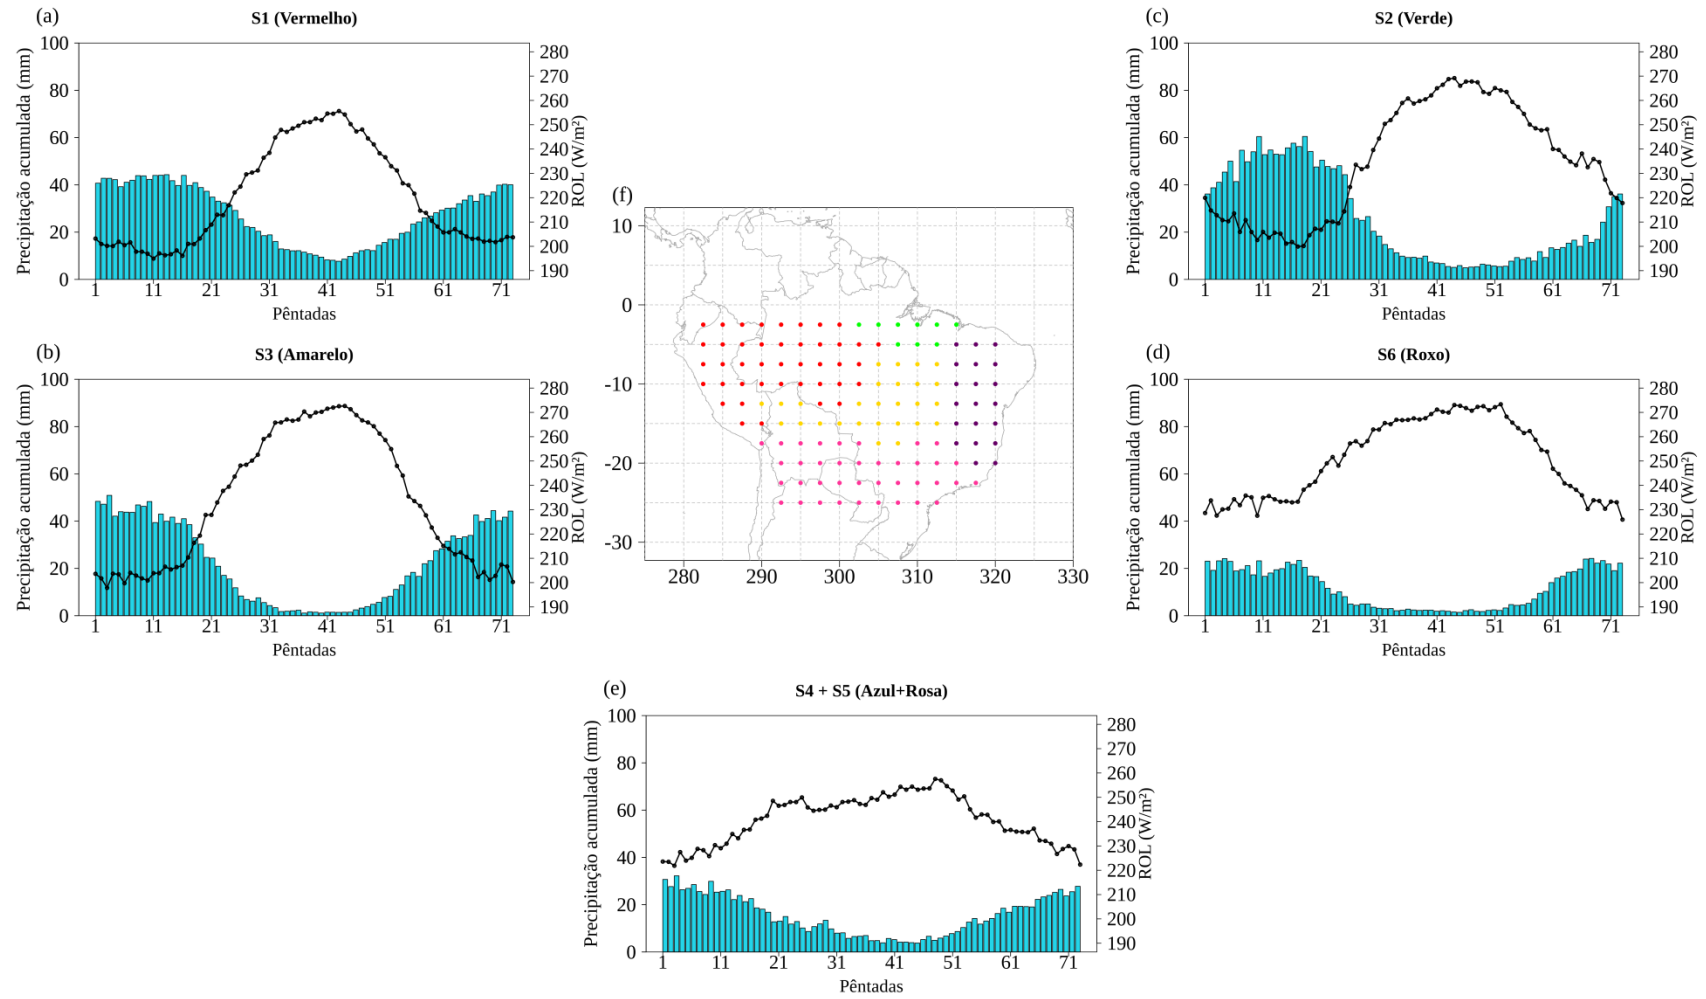 (a)
S1 (Vermelho)
Precipitação acumulada (mm)
100
80
60
40
20
0
280
270
260
250
240
230
220
210
200
190
ROL (W/m²)
1 11 21 31 41 51 61 71
Pêntadas
(c)
S2 (Verde)
Precipitação acumulada (mm)
100
80
60
40
20
0
280
270
260
250
240
230
220
210
200
190
ROL (W/m²)
1 11 21 31 41 51 61 71
Pêntadas
(f)
10
0
-10
-20
-30
280 290 300 310 320 330
(b)
S3 (Amarelo)
Precipitação acumulada (mm)
100
80
60
40
20
0
280
270
260
250
240
230
220
210
200
190
ROL (W/m²)
1 11 21 31 41 51 61 71
Pêntadas
(d)
S6 (Roxo)
Precipitação acumulada (mm)
100
80
60
40
20
0
280
270
260
250
240
230
220
210
200
190
ROL (W/m²)
1 11 21 31 41 51 61 71
Pêntadas
(e)
S4 + S5 (Azul+Rosa)
Precipitação acumulada (mm)
100
80
60
40
20
0
280
270
260
250
240
230
220
210
200
190
ROL (W/m²)
1 11 21 31 41 51 61 71
Pêntadas